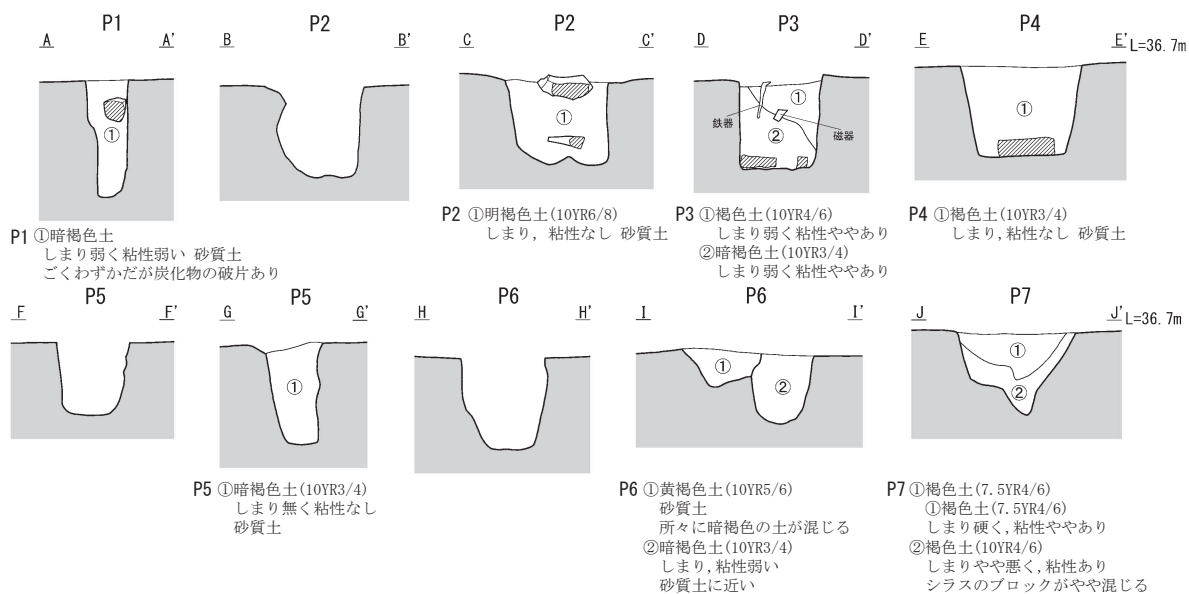 P1
A A'
P2
B B'
P2
C C'
P3
D D'
P4
E E' L=36.7m
①
①
①
②
鉄器
磁器
①
P1 ①暗褐色土
しまり弱く粘性弱い 砂質土
ごくわずかだが炭化物の破片あり
P2 ①明褐色土(10YR6/8)
しまり, 粘性なし 砂質土
P3 ①褐色土(10YR4/6)
しまり弱く粘性ややあり
②暗褐色土(10YR3/4)
しまり弱く粘性ややあり
P4 ①褐色土(10YR3/4)
しまり,粘性なし 砂質土
P5
F F'
P5
G G'
P6
H H'
P6
I I'
P7
J J' L=36.7m
①
①
②
①
②
P5 ①暗褐色土(10YR3/4)
しまり無く粘性なし
砂質土
P6 ①黄褐色土(10YR5/6)
砂質土
所々に暗褐色の土が混じる
②暗褐色土(10YR3/4)
しまり,粘性弱い
砂質土に近い
P7 ①褐色土(7.5YR4/6)
①褐色土(7.5YR4/6)
しまり硬く,粘性ややあり
②褐色土(10YR4/6)
しまりやや悪く,粘性あり
シラスのブロックがやや混じる